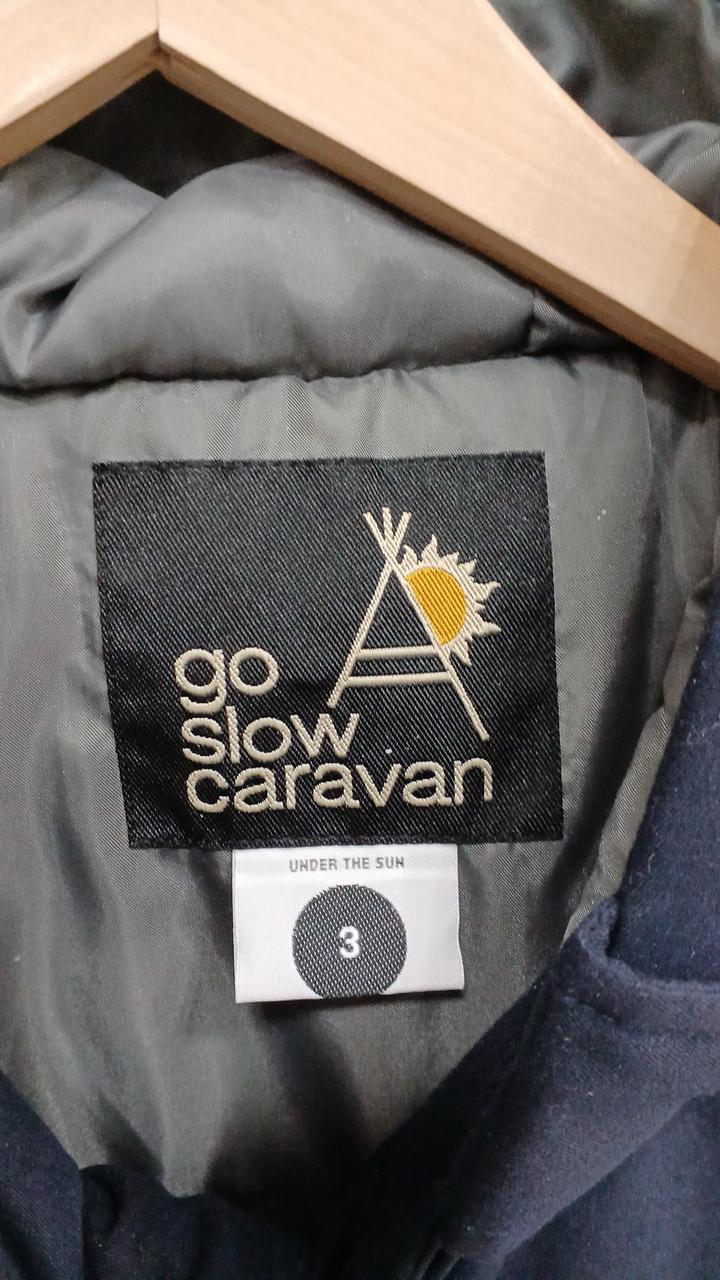 go
slow
caravan
UNDER THE SUN
3